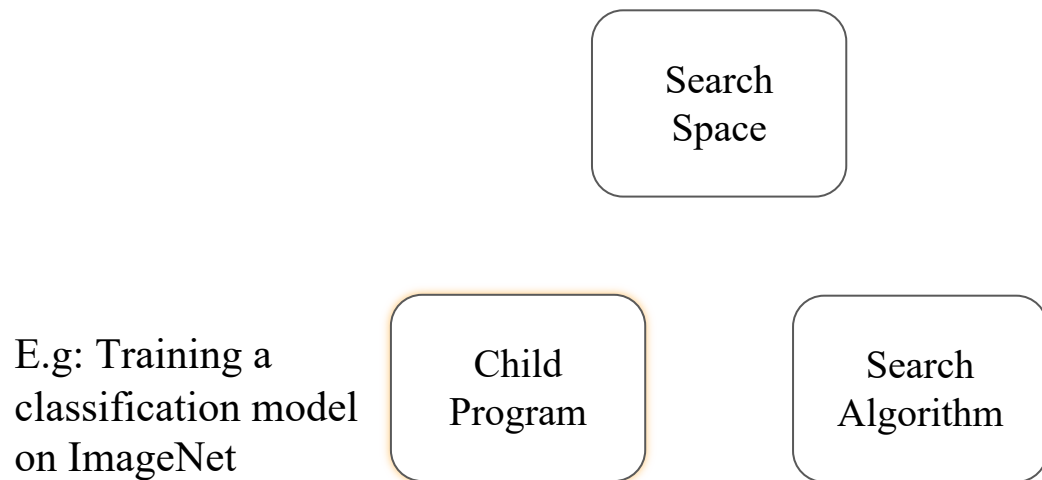 Search
Space
E.g: Training a
classification model
on ImageNet
Child
Program
Search
Algorithm